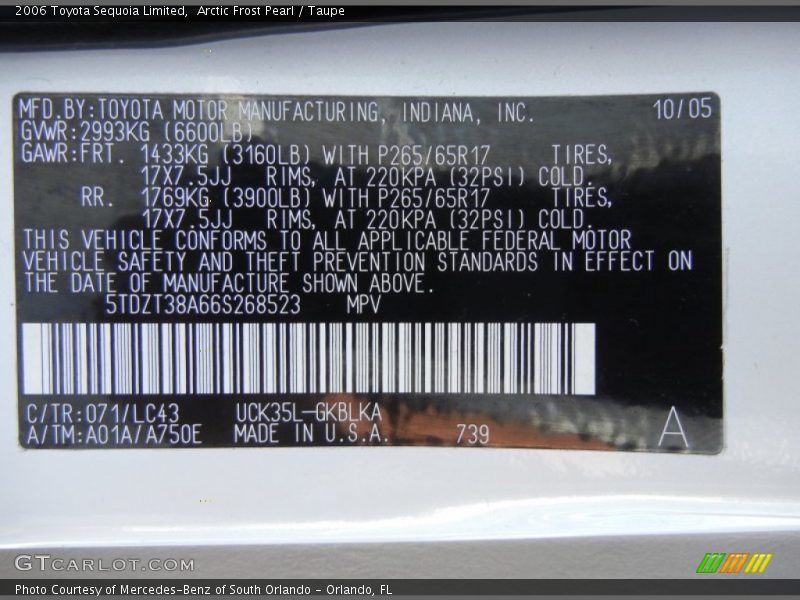 2006 Toyota Sequoia Limited,  Arctic Frost Pearl / Taupe
MFD.BY:TOYOTA MOTOR MANUFACTURING, INDIANA, INC. 10/05
GVWR:2993KG (6600LB)
GAWR:FRT. 1433KG (3160LB) WITH P265/65R17 TIRES,
17X7.5JJ RIMS, AT 220KPA (32PSI) COLD.
RR. 1769KG (3900LB) WITH P265/65R17 TIRES,
17X7.5JJ RIMS, AT 220KPA (32PSI) COLD.
THIS VEHICLE CONFORMS TO ALL APPLICABLE FEDERAL MOTOR
VEHICLE SAFETY AND THEFT PREVENTION STANDARDS IN EFFECT ON
THE DATE OF MANUFACTURE SHOWN ABOVE.
5TDZT38A66S268523 MPV
C/TR:071/LC43 UCK35L-GKBLKA
A/TM:A01A/A750E MADE IN U.S.A. 739 A
GTCARLOT.COM
Photo Courtesy of Mercedes-Benz of South Orlando - Orlando, FL